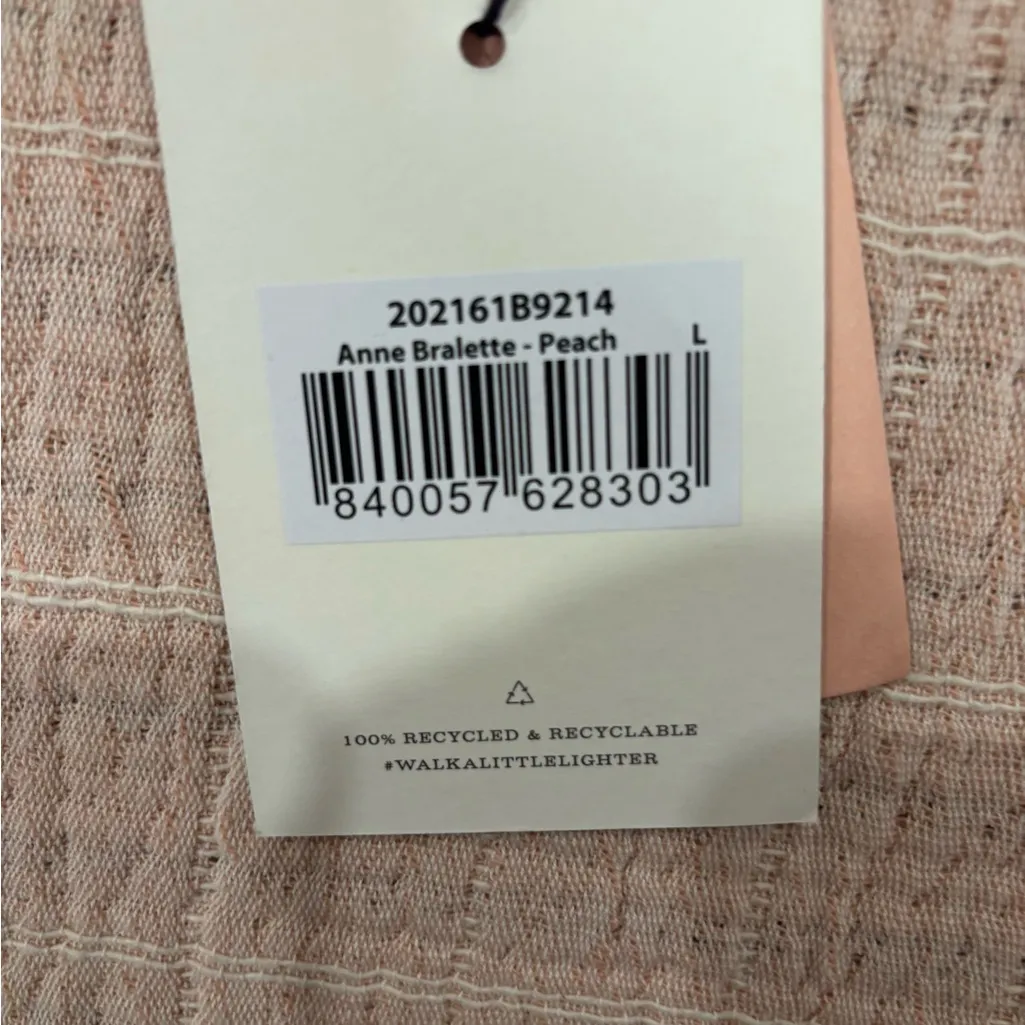 202161B9214
Anne Bralette - Peach L
840057 628303
100% RECYCLED & RECYCLABLE
#WALKALITTLELIGHTER